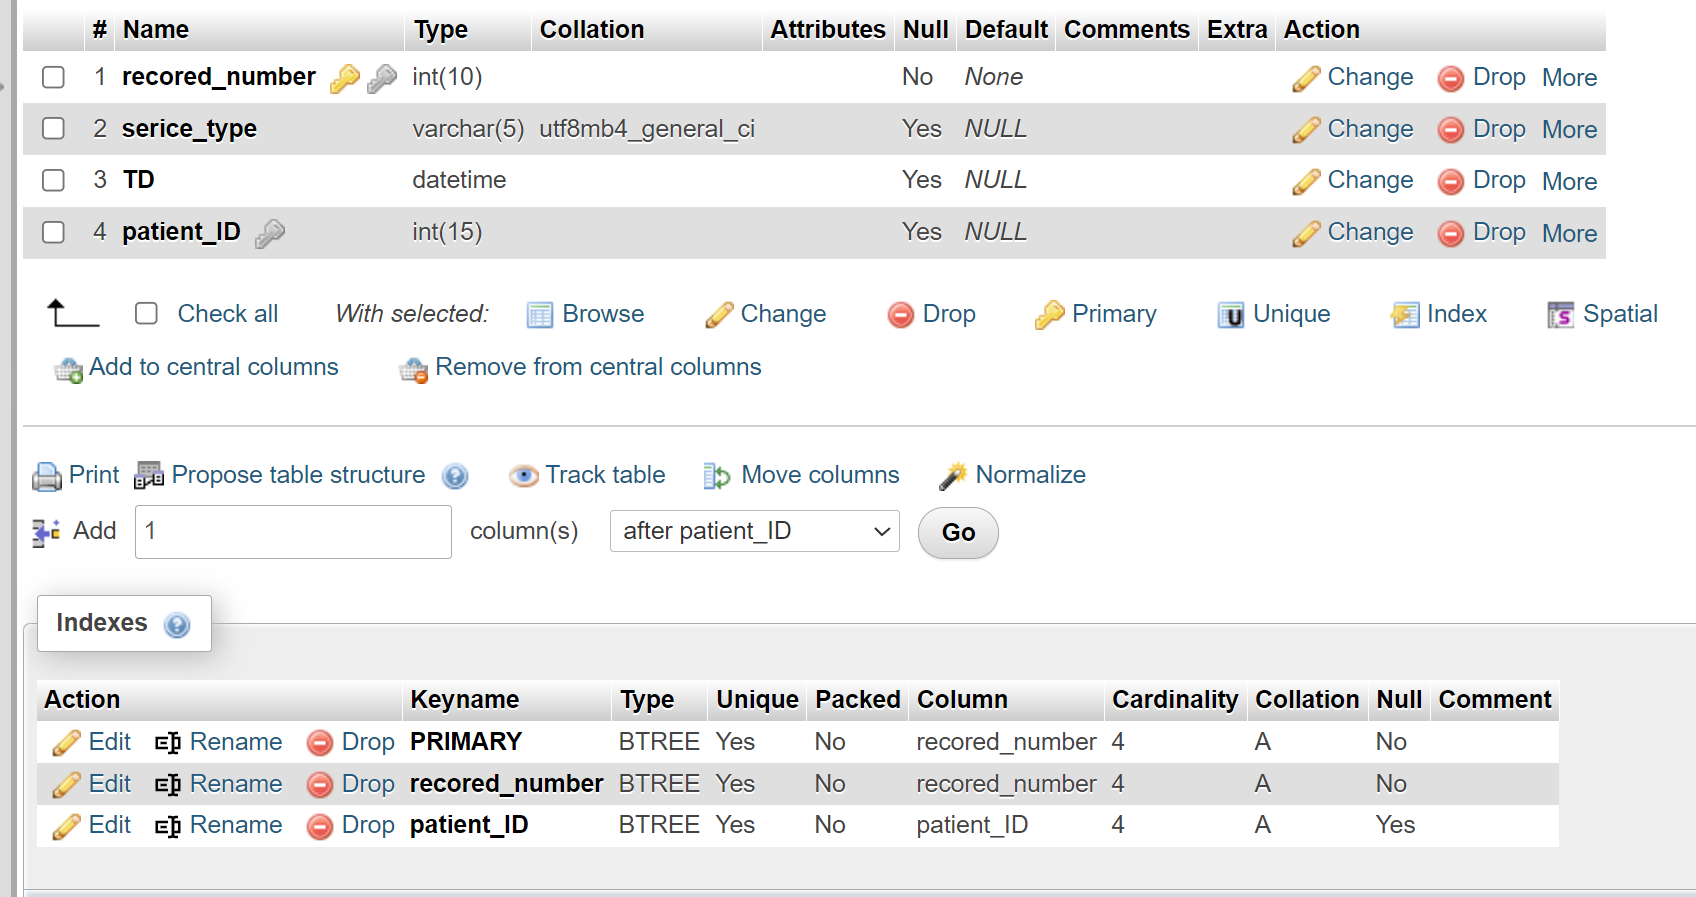 # Name Type Collation Attributes Null Default Comments Extra Action
1 recored_number int(10) No None Change Drop More
2 serice_type varchar(5) utf8mb4_general_ci Yes NULL Change Drop More
3 TD datetime Yes NULL Change Drop More
4 patient_ID int(15) Yes NULL Change Drop More
Check all With selected: Browse Change Drop Primary Unique Index Spatial
Add to central columns Remove from central columns
Print Propose table structure Track table Move columns Normalize
Add 1 column(s) after patient_ID Go
Indexes
Action Keyname Type Unique Packed Column Cardinality Collation Null Comment
Edit Rename Drop PRIMARY BTREE Yes No recored_number 4 A No
Edit Rename Drop recored_number BTREE Yes No recored_number 4 A No
Edit Rename Drop patient_ID BTREE Yes No patient_ID 4 A Yes